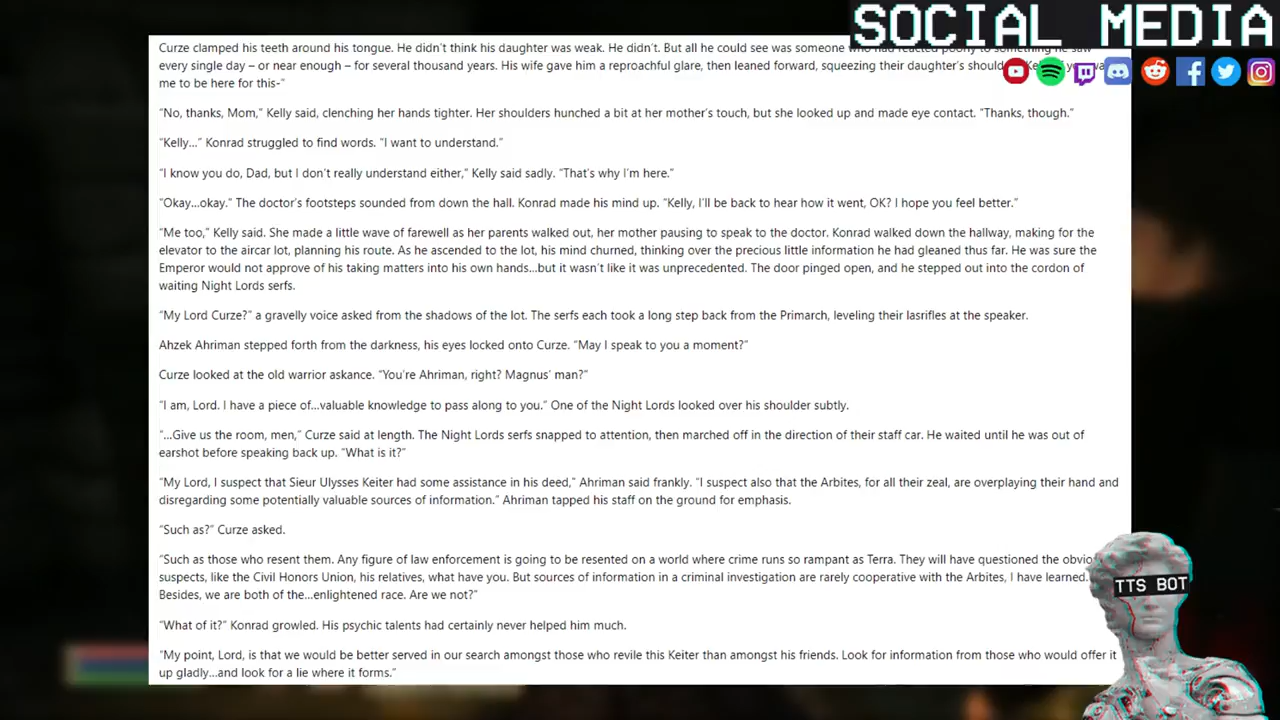 SOCIAL MEDIA
Curze clamped his teeth around his tongue. He didn't think his daughter was weak. He didn't. But all he could see was someone who had reacted poorly to something he saw
every single day – or near enough – for several thousand years. His wife gave him a reproachful glare, then leaned forward, squeezing their daughter's
me to be here for this-"
"No, thanks, Mom," Kelly said, clenching her hands tighter. Her shoulders hunched a bit at her mother's touch, but she looked up and made eye contact. "Thanks, though."
"Kelly…" Konrad struggled to find words. "I want to understand."
"I know you do, Dad, but I don't really understand either," Kelly said sadly. "That's why I'm here."
"Okay…okay." The doctor's footsteps sounded from down the hall. Konrad made his mind up. "Kelly, I'll be back to hear how it went, OK? I hope you feel better."
"Me too," Kelly said. She made a little wave of farewell as her parents walked out, her mother pausing to speak to the doctor. Konrad walked down the hallway, making for the
elevator to the aircar lot, planning his route. As he ascended to the lot, his mind churned, thinking over the precious little information he had gleaned thus far. He was sure the
Emperor would not approve of his taking matters into his own hands…but it wasn't like it was unprecedented. The door pinged open, and he stepped out into the cordon of
waiting Night Lords serfs.
"My Lord Curze?" a gravelly voice asked from the shadows of the lot. The serfs each took a long step back from the Primarch, leveling their lasrifles at the speaker.
Ahzek Ahriman stepped forth from the darkness, his eyes locked onto Curze. "May I speak to you a moment?"
Curze looked at the old warrior askance. "You're Ahriman, right? Magnus' man?"
"I am, Lord. I have a piece of…valuable knowledge to pass along to you." One of the Night Lords looked over his shoulder subtly.
"…Give us the room, men," Curze said at length. The Night Lords serfs snapped to attention, then marched off in the direction of their staff car. He waited until he was out of
earshot before speaking back up. "What is it?"
"My Lord, I suspect that Sieur Ulysses Keiter had some assistance in his deed," Ahriman said frankly. "I suspect also that the Arbites, for all their zeal, are overplaying their hand and
disregarding some potentially valuable sources of information." Ahriman tapped his staff on the ground for emphasis.
"Such as?" Curze asked.
"Such as those who resent them. Any figure of law enforcement is going to be resented on a world where crime runs so rampant as Terra. They will have questioned the
suspects, like the Civil Honors Union, his relatives, what have you. But sources of information in a criminal investigation are rarely cooperative with the Arbites, I have learned.
Besides, we are both of the…enlightened race. Are we not?"
"What of it?" Konrad growled. His psychic talents had certainly never helped him much.
"My point, Lord, is that we would be better served in our search amongst those who revile this Keiter than amongst his friends. Look for information from those who would offer it
up gladly…and look for a lie where it forms."
TTS BOT